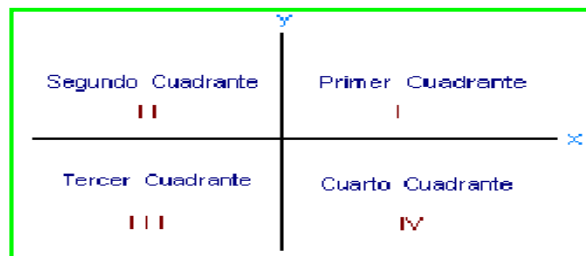 y
Segundo Cuadrante
Primer Cuadrante
II
I
x
Tercer Cuadrante
Cuarto Cuadrante
III
IV